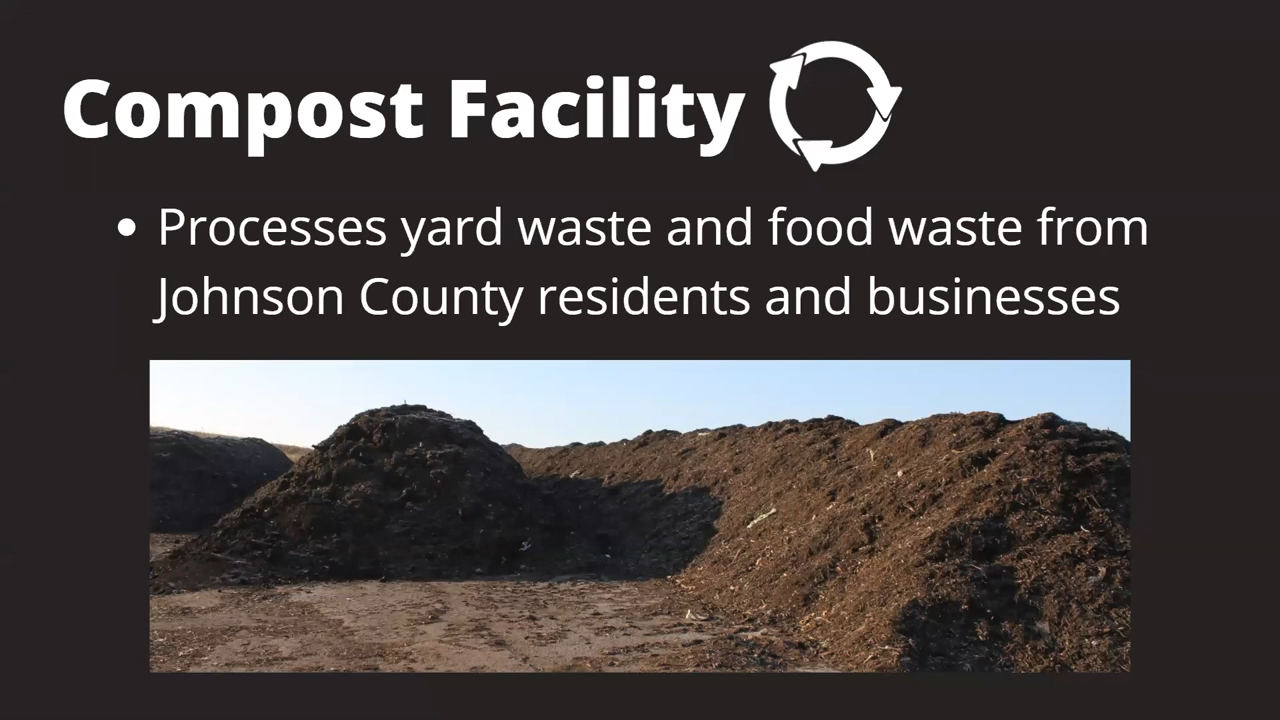 Compost Facility
• Processes yard waste and food waste from
Johnson County residents and businesses